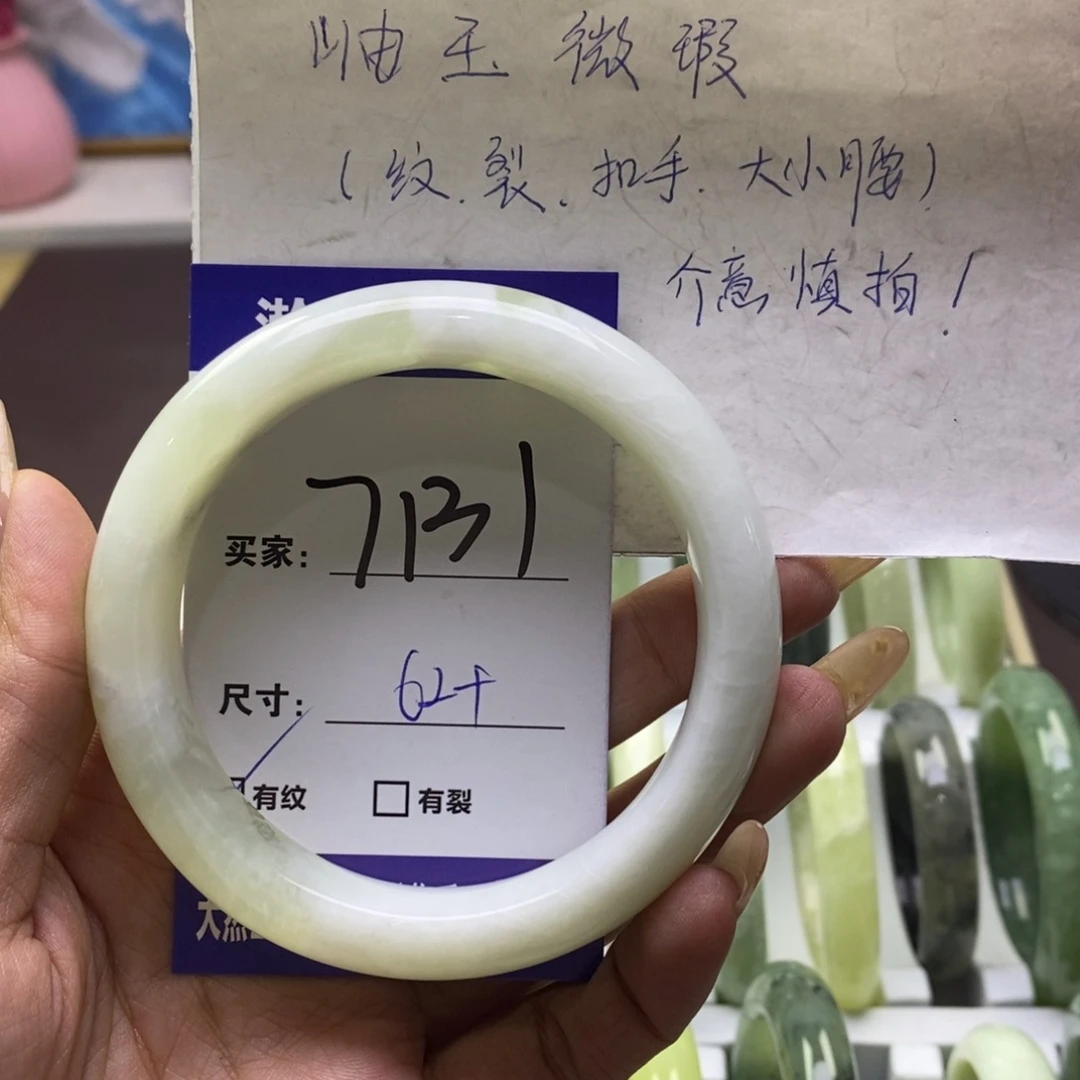 岫玉微瑕
(纹.裂.扣手.大小腰)
介意慎拍!
买家: 7131
尺寸: 62+
有纹 □有裂